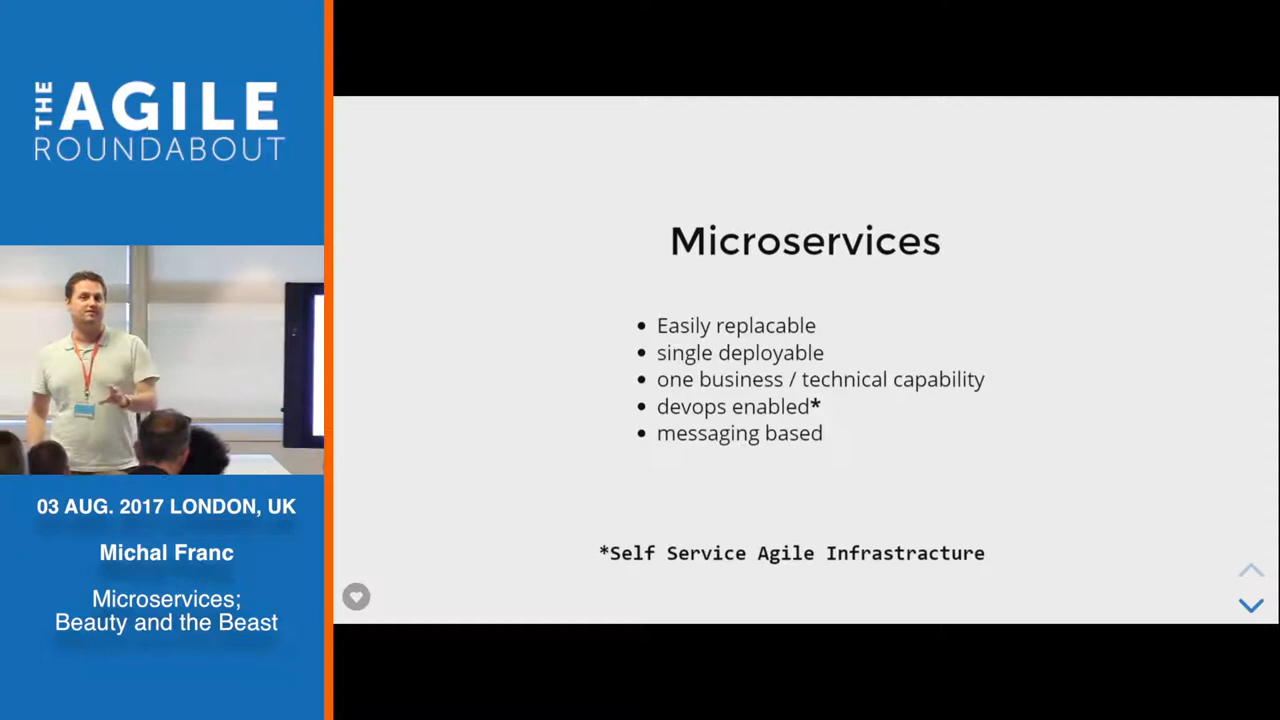 THE AGILE
ROUNDABOUT
03 AUG. 2017 LONDON, UK
Michal Franc
Microservices;
Beauty and the Beast
Microservices
• Easily replacable
• single deployable
• one business / technical capability
• devops enabled*
• messaging based
*Self Service Agile Infrastracture